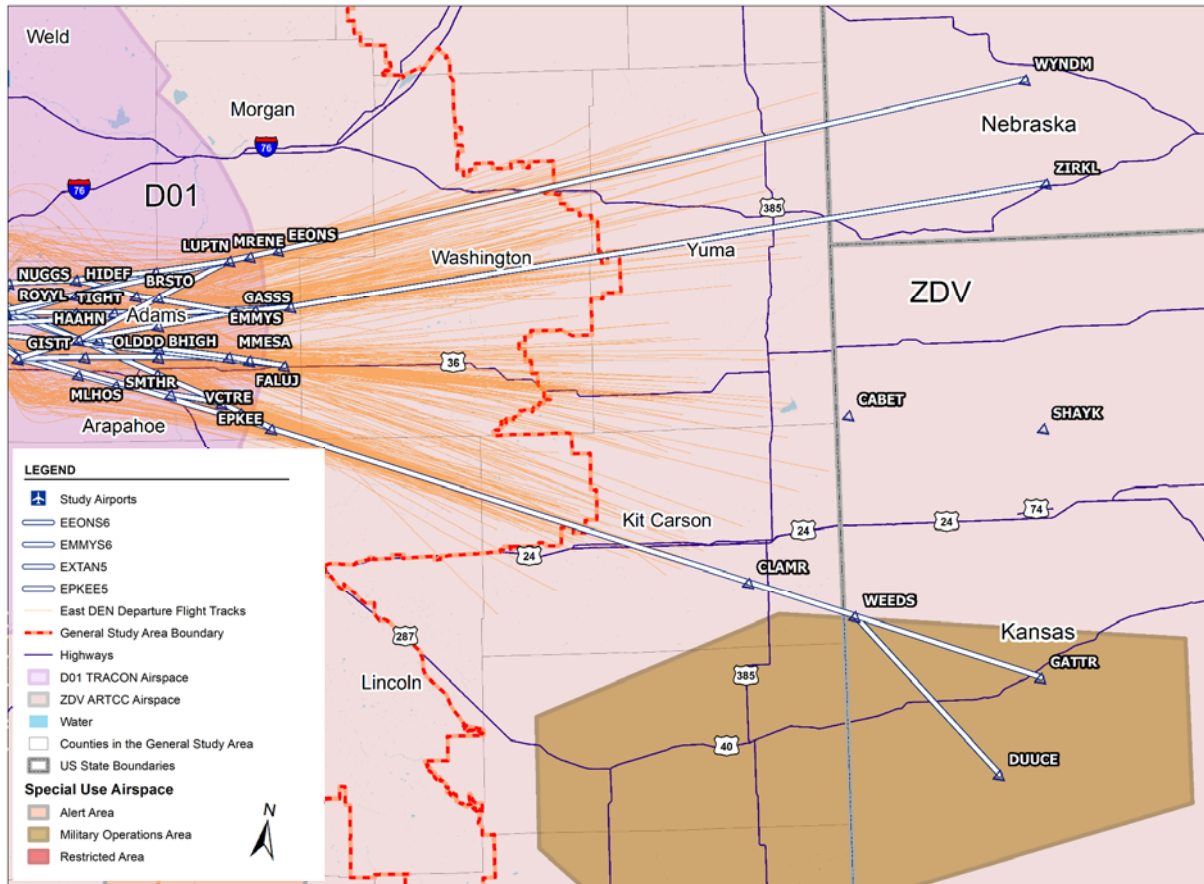 Weld
WYNDM
Morgan
76
Nebraska
76
D01
ZIRKL
385
LUPTN
MRENE
EEONS
Washington
Yuma
NUGGS
HIDEF
BRSTO
ZDV
ROYYL
TIGHT
GASSS
HAAHN
Adams
EMMYS
GISTT
OLDDD
BHIGH
MMESA
36
SMTHR
FALUJ
MLHOS
VCTRE
CABET
SHAYK
Arapahoe
EPKEE
LEGEND
Study Airports
EEONS6
EMMYS6
EXTAN5
EPKEE5
East DEN Departure Flight Tracks
General Study Area Boundary
Highways
D01 TRACON Airspace
ZDV ARTCC Airspace
Water
Counties in the General Study Area
US State Boundaries
Special Use Airspace
Alert Area
Military Operations Area
Restricted Area
N
Kit Carson
74
24
24
24
CLAMR
WEEDS
287
Kansas
Lincoln
385
GATTR
40
DUUCE